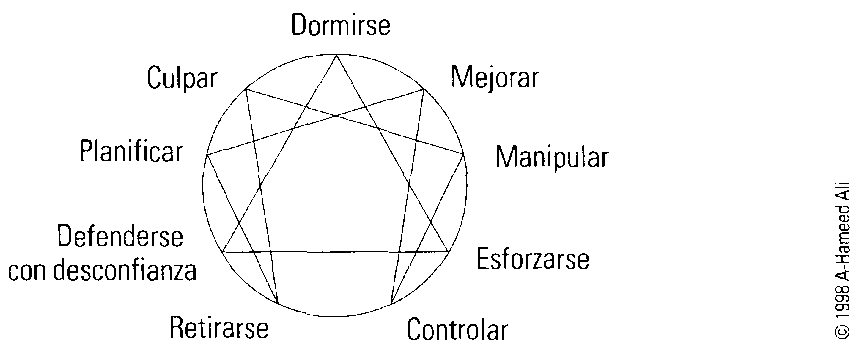 Dormirse
Culpar
Mejorar
Planificar
Manipular
Defenderse
con desconfianza
Esforzarse
Retirarse
Controlar
© 1998 A-Hameed Ali